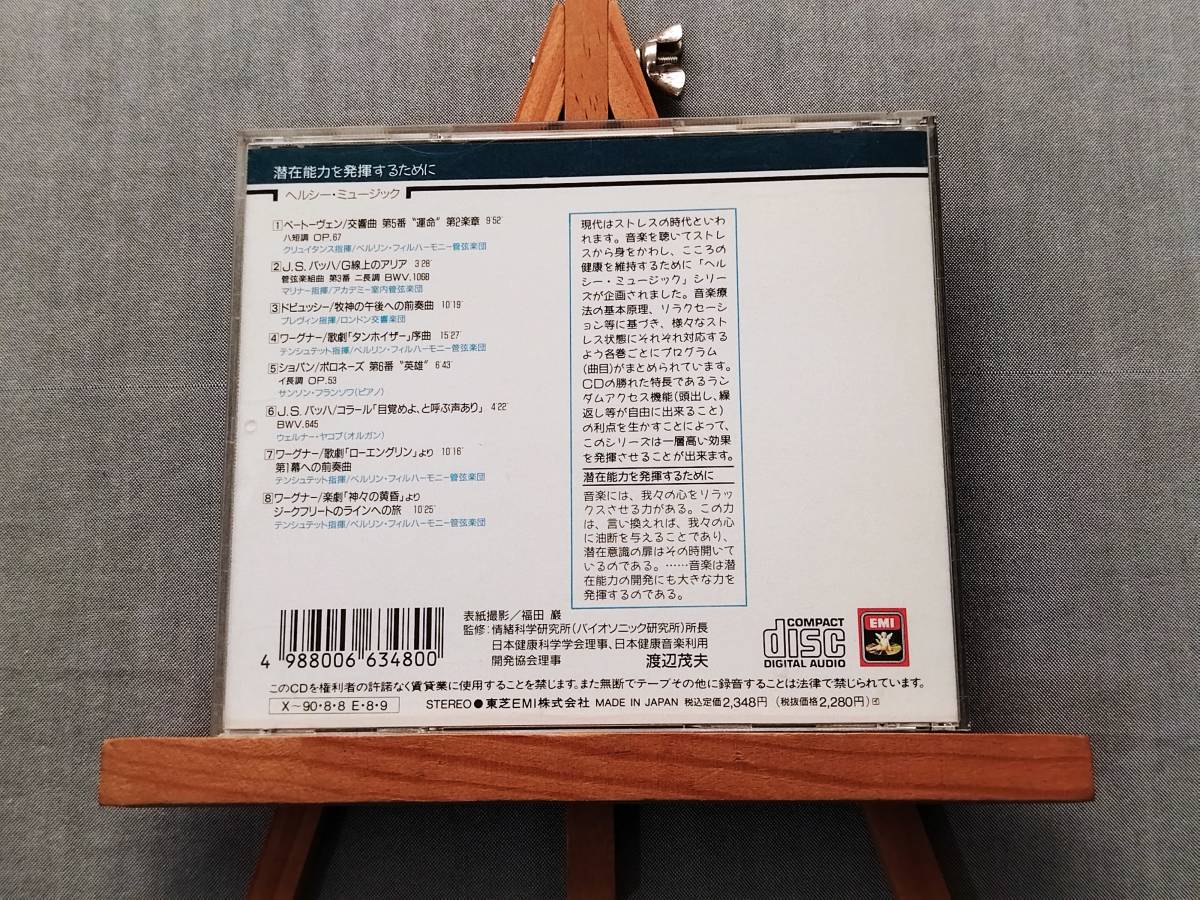 潜在能力を発揮するために
ヘルシー・ミュージック
1 ベートーヴェン/交響曲 第5番 “運命” 第2楽章 9'52"
ハ短調 OP.67
クリュイタンス指揮/ベルリン・フィルハーモニー管弦楽団
2 J.S.バッハ/G線上のアリア 3'28"
管弦楽組曲 第3番 ニ長調 BWV.1068
マリナー指揮/アカデミー室内管弦楽団
3 ドビュッシー/牧神の午後への前奏曲 10'19"
プレヴィン指揮/ロンドン交響楽団
4 ワーグナー/歌劇「タンホイザー」序曲 15'27"
テンシュテット指揮/ベルリン・フィルハーモニー管弦楽団
5 ショパン/ポロネーズ 第6番 “英雄” 6'43"
イ長調 OP.53
サンソン・フランソワ(ピアノ)
6 J.S.バッハ/コラール「目覚めよ、と呼ぶ声あり」 4'22"
BWV.645
ウェルナー・ヤコブ(オルガン)
7 ワーグナー/歌劇「ローエングリン」より 10'16"
第1幕への前奏曲
テンシュテット指揮/ベルリン・フィルハーモニー管弦楽団
8 ワーグナー/楽劇「神々の黄昏」より
ジークフリートのラインへの旅 10'25"
テンシュテット指揮/ベルリン・フィルハーモニー管弦楽団
現代はストレスの時代といわ
れます。音楽を聴いてストレ
スから身をかわし、こころの
健康を維持するために「ヘル
シー・ミュージック」シリー
ズが企画されました。音楽療
法の基本原理、リラクセーシ
ョン等に基づき、様々なスト
レス状態にそれぞれ対応する
よう各巻ごとにプログラム
(曲目)がまとめられています。
CDの勝れた特長であるラン
ダムアクセス機能(頭出し、繰
返し等が自由に出来ること)
の利点を生かすことによって、
このシリーズは一層高い効果
を発揮させることが出来ます。
潜在能力を発揮するために
音楽には、我々の心をリラッ
クスさせる力がある。この力
は、言い換えれば、我々の心
に油断を与えることであり、
潜在意識の扉はその時開いて
いるのである。……音楽は潜
在能力の開発にも大きな力を
発揮するのである。
4 988006 634800
表紙撮影/福田 巌
監修:情緒科学研究所(バイオソニック研究所)所長
日本健康科学学会理事、日本健康音楽利用
開発協会理事 渡辺茂夫
COMPACT
disc
DIGITAL AUDIO
EMI
このCDを権利者の許諾なく賃貸業に使用することを禁じます。また無断でテープその他に録音することは法律で禁じられています。
X～90・8・8 E・8・9
STEREO ● 東芝EMI株式会社 MADE IN JAPAN 税込定価2,348円 (税抜価格2,280円)